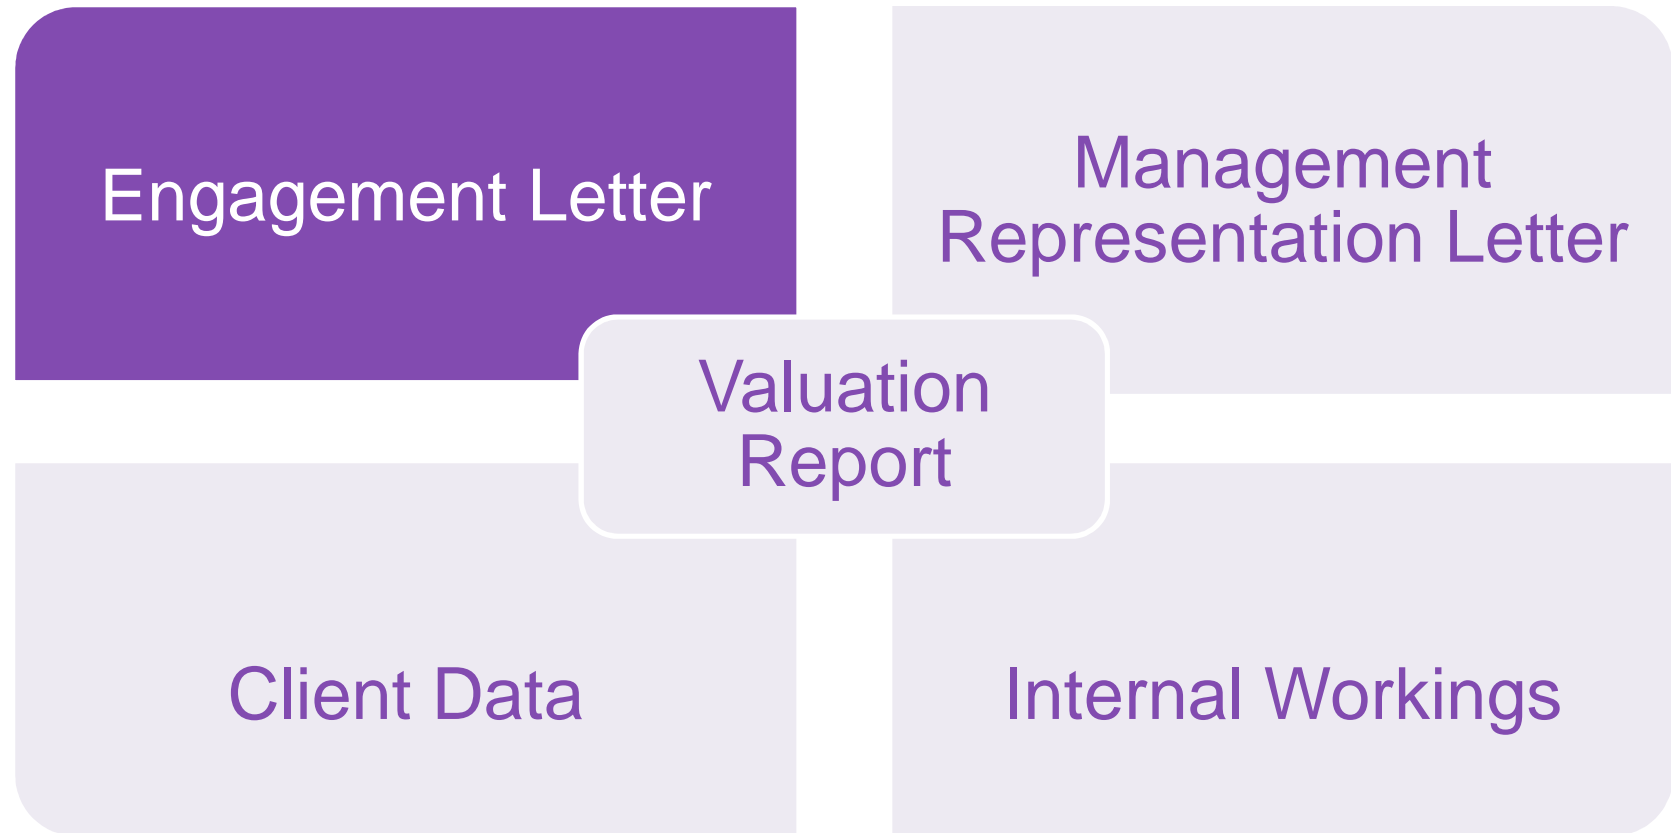 Engagement Letter
Management
Representation Letter
Valuation
Report
Client Data
Internal Workings